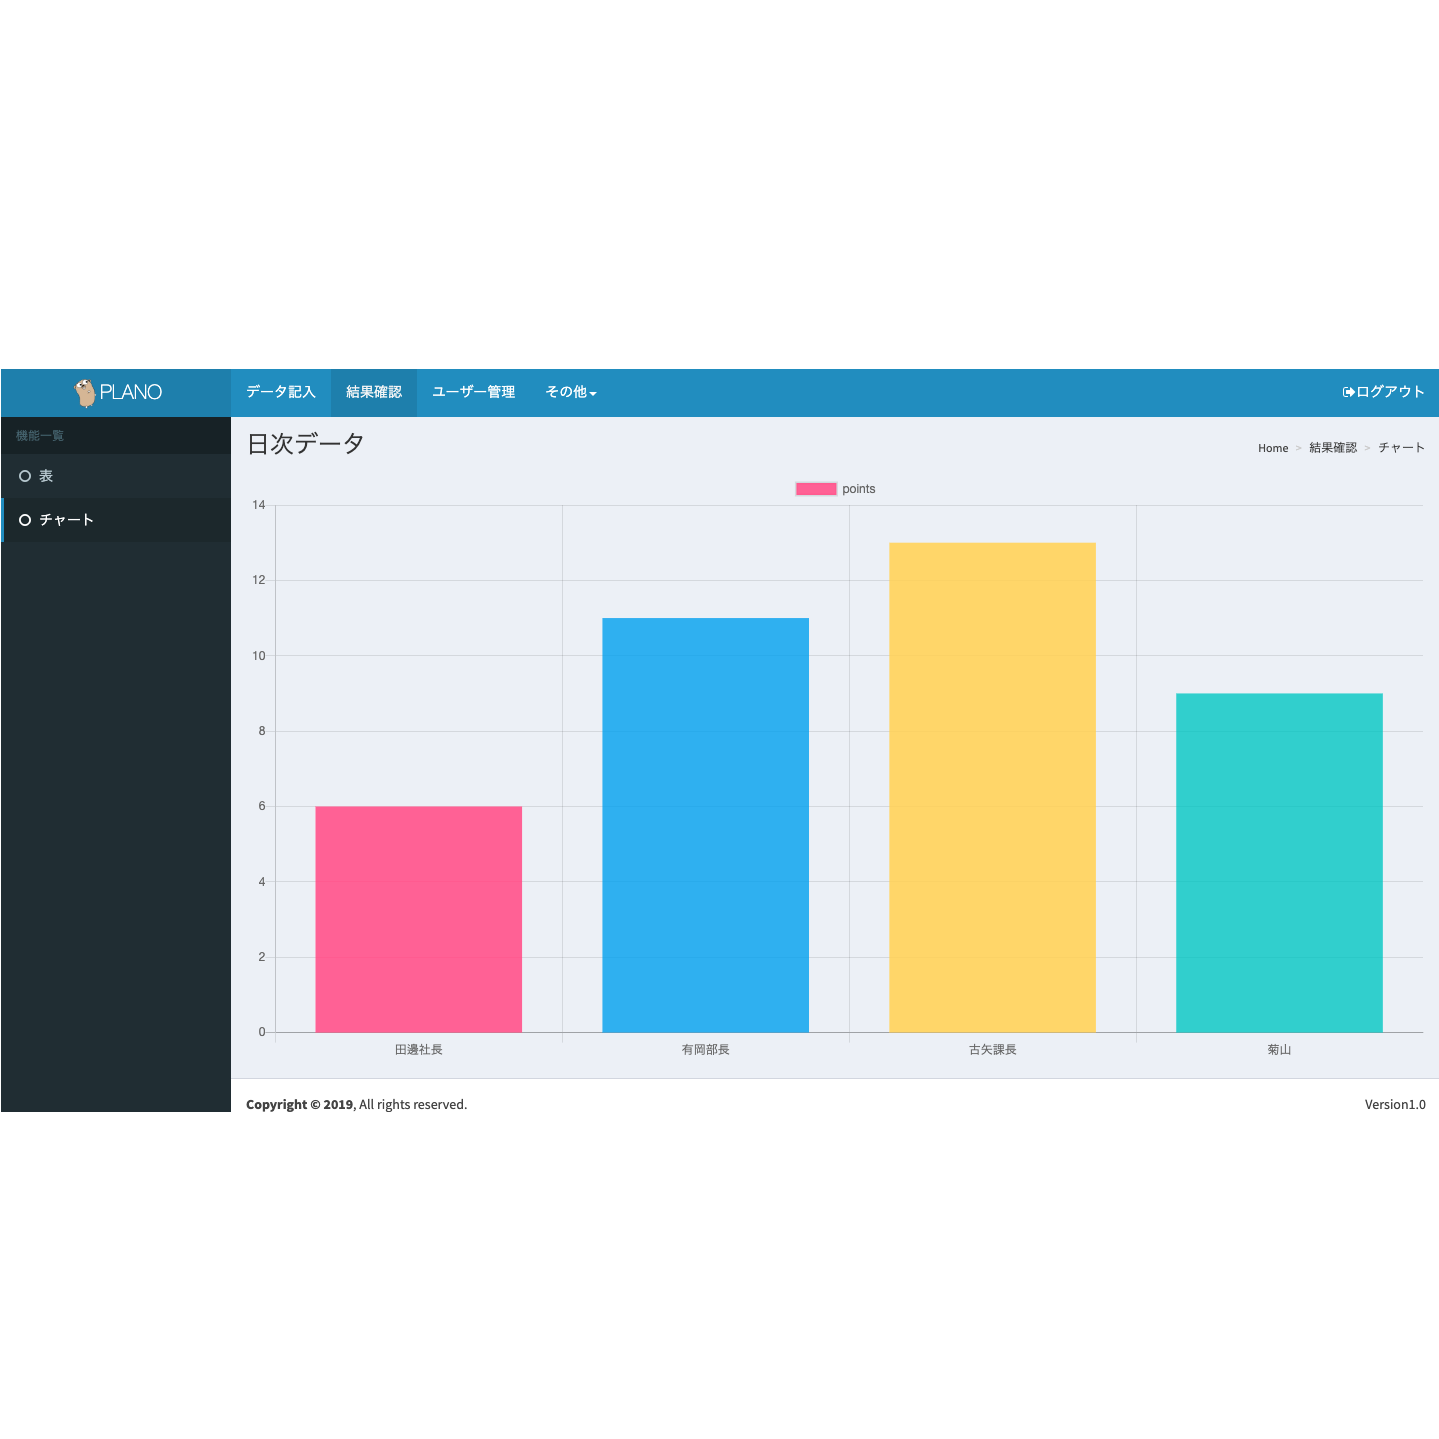 PLANO
データ記入 結果確認 ユーザー管理 その他 ログアウト
機能一覧
表
チャート
日次データ
Home > 結果確認 > チャート
points
14
12
10
8
6
4
2
0
田邊社長 有岡部長 古矢課長 菊山
Copyright © 2019, All rights reserved. Version1.0